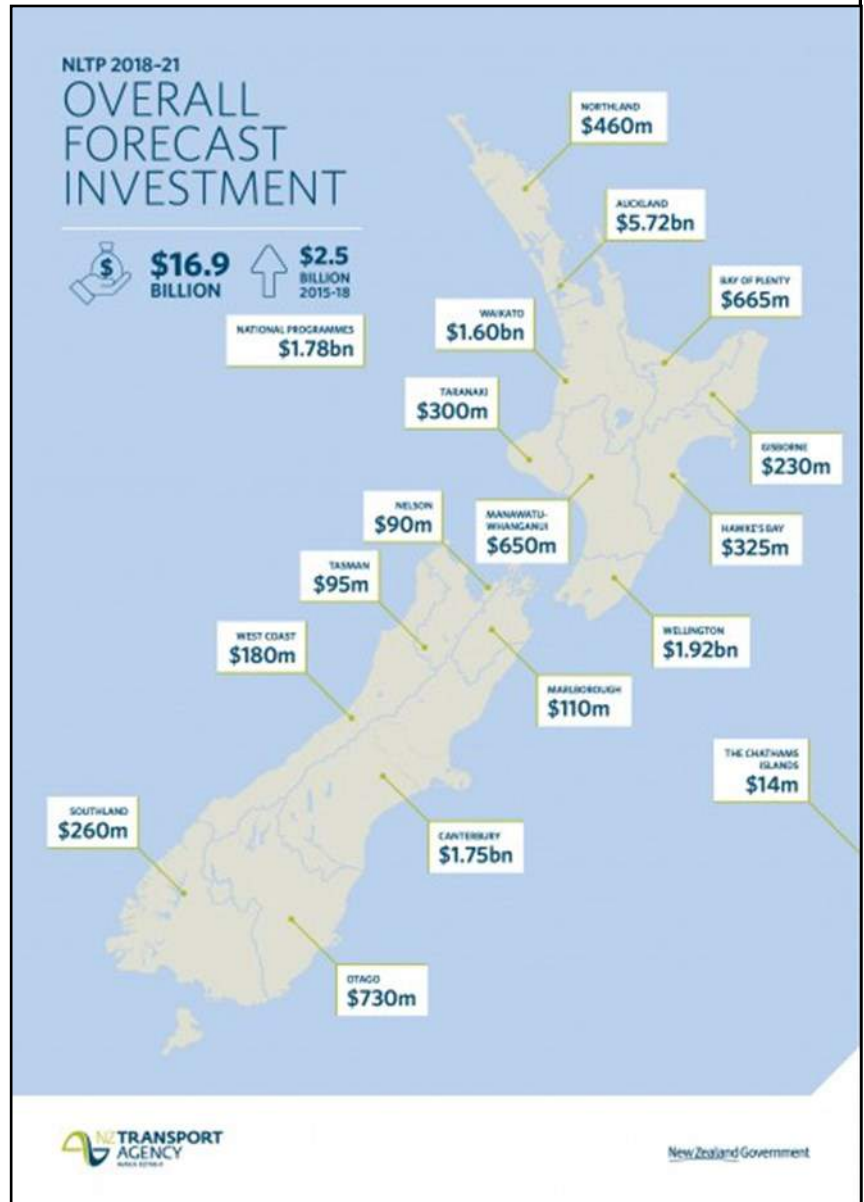 NLTP 2018-21
OVERALL
FORECAST
INVESTMENT
$
$16.9
BILLION
$2.5
BILLION
2015-18
NATIONAL PROGRAMMES
$1.78bn
NORTHLAND
$460m
AUCKLAND
$5.72bn
BAY OF PLENTY
$665m
WAIKATO
$1.60bn
TARANAKI
$300m
GISBORNE
$230m
NELSON
$90m
MANAWATU-
WHANGANUI
$650m
HAWKE'S BAY
$325m
TASMAN
$95m
WEST COAST
$180m
WELLINGTON
$1.92bn
MARLBOROUGH
$110m
THE CHATHAMS
ISLANDS
$14m
SOUTHLAND
$260m
CANTERBURY
$1.75bn
OTAGO
$730m
NZ TRANSPORT
AGENCY
WAKA KOTAHI
New Zealand Government